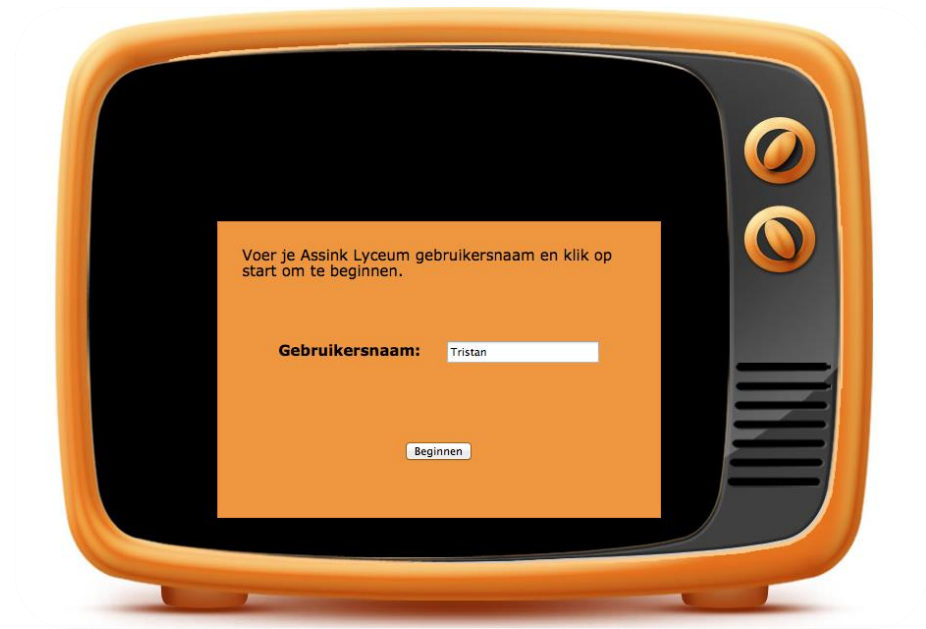 Voer je Assink Lyceum gebruikersnaam en klik op
start om te beginnen.
Gebruikersnaam: Tristan
Beginnen